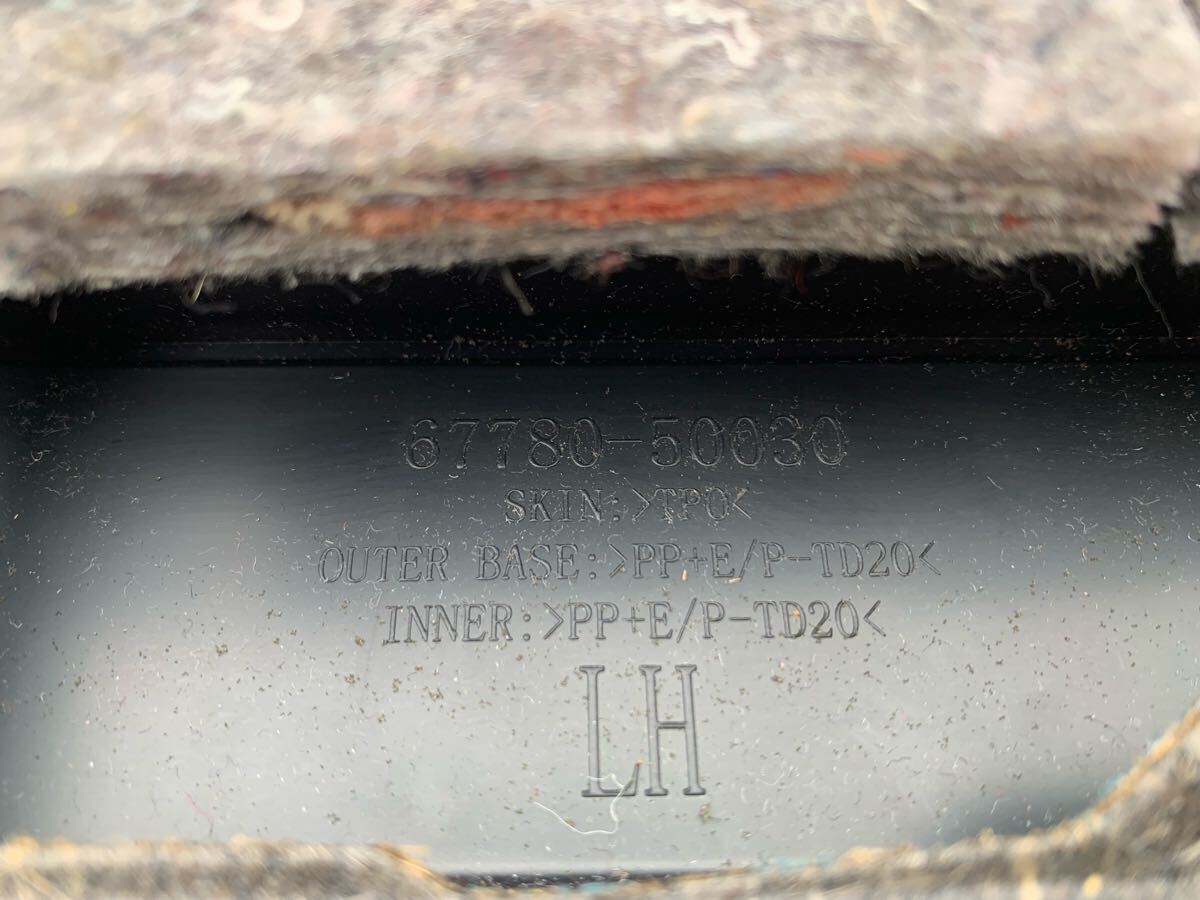 67780-50030
SKIN:>TPO<
OUTER BASE:>PP+E/P-TD20<
INNER:>PP+E/P-TD20<
LH